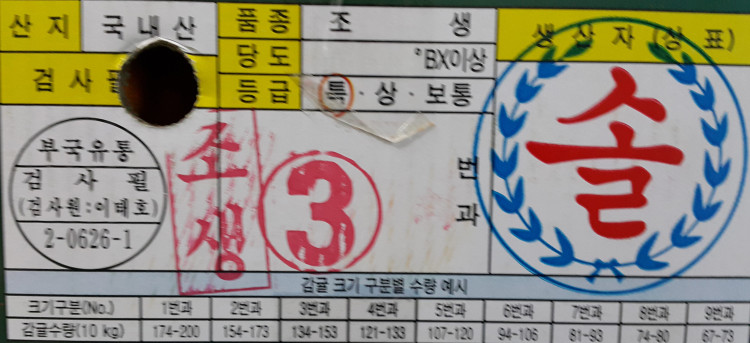 산지 국내산 품종 조 생 생산자(상표)
당도 °BX이상
검사필 등급 특·상·보통
부국유통
검 사 필
(검사원:이태호)
2-0626-1
조생
3
번과
솔
감귤 크기 구분별 수량 예시
크기구분(No.) 1번과 2번과 3번과 4번과 5번과 6번과 7번과 8번과 9번과
감귤수량(10 kg) 174-200 154-173 134-153 121-133 107-120 94-106 81-93 74-80 67-73